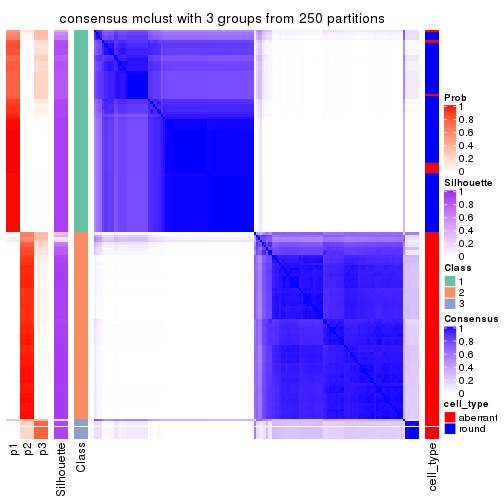 consensus mclust with 3 groups from 250 partitions
Prob
1
0.8
0.6
0.4
0.2
0
Silhouette
1
0.8
0.6
0.4
0.2
0
Class
1
2
3
Consensus
1
0.8
0.6
0.4
0.2
0
cell_type
aberrant
round
p1
p2
p3
Silhouette
Class
cell_type